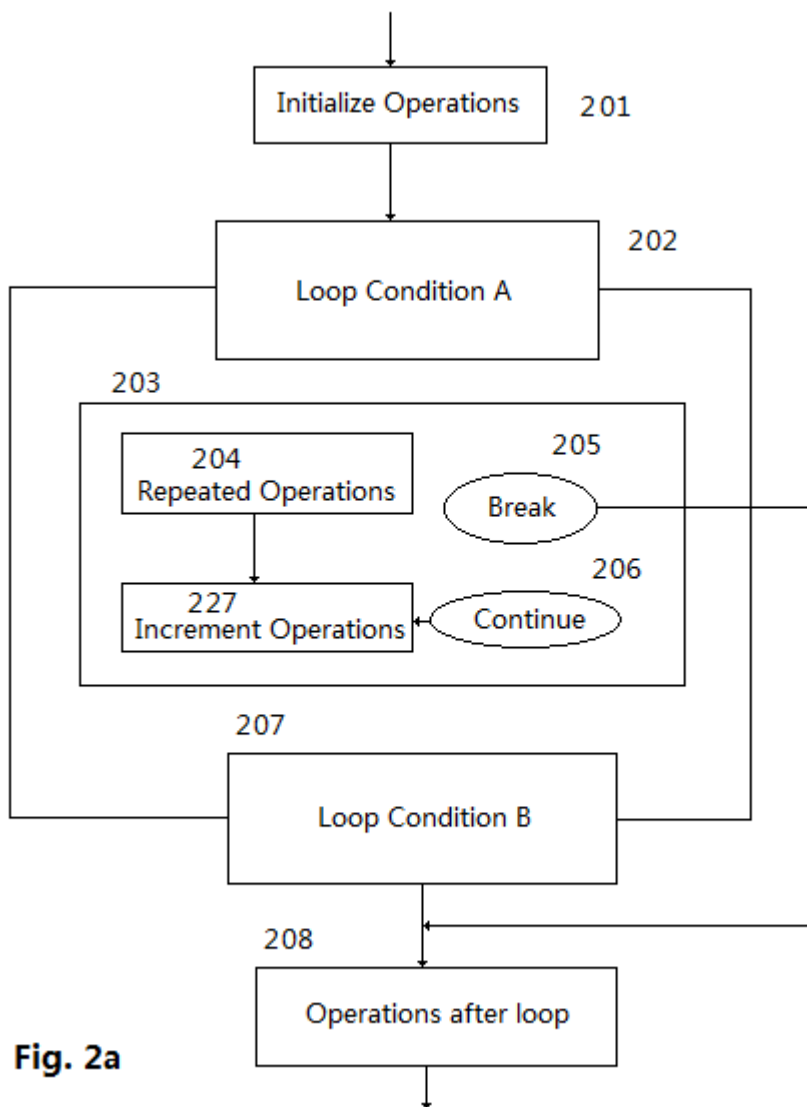 Initialize Operations
201
202
Loop Condition A
203
204
Repeated Operations
205
Break
206
227
Increment Operations
Continue
207
Loop Condition B
208
Operations after loop
Fig. 2a